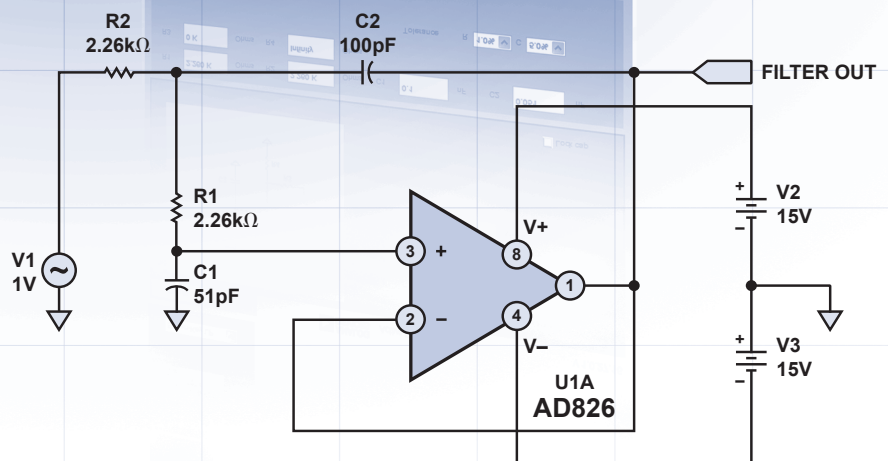 R2
2.26kΩ
C2
100pF
FILTER OUT
R1
2.26kΩ
C1
51pF
V1
1V
3
+
2
−
V+
8
1
4
V−
U1A
AD826
+
V2
15V
−
+
V3
15V
−